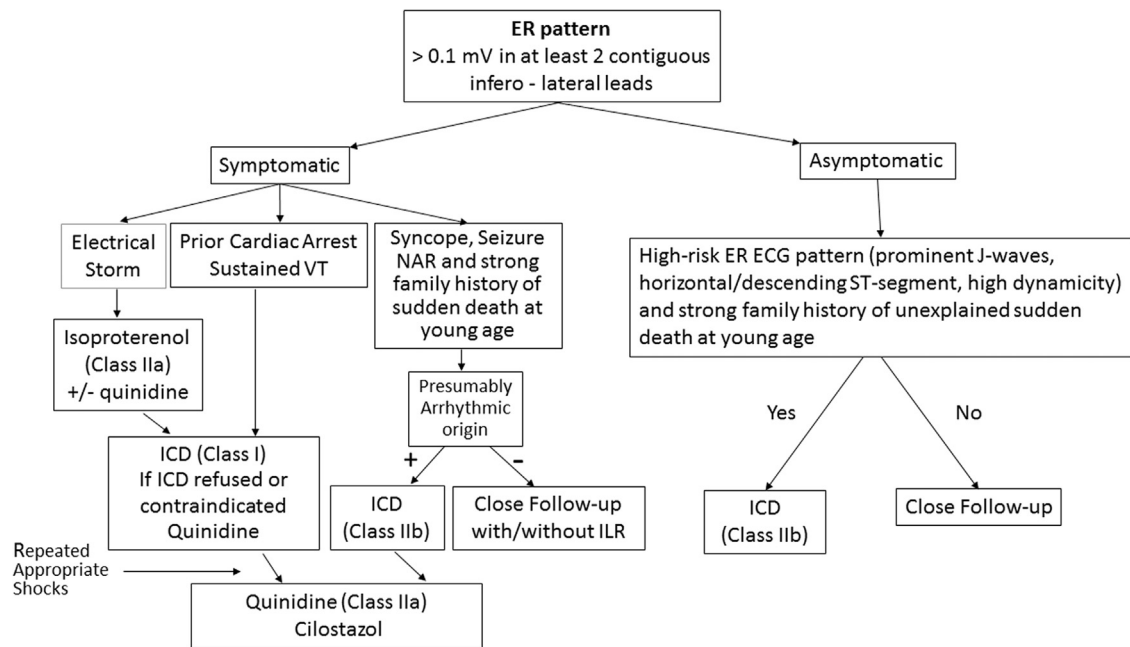 ER pattern
> 0.1 mV in at least 2 contiguous
infero - lateral leads
Symptomatic
Asymptomatic
Electrical
Storm
Prior Cardiac Arrest
Sustained VT
Syncope, Seizure
NAR and strong
family history of
sudden death at
young age
High-risk ER ECG pattern (prominent J-waves,
horizontal/descending ST-segment, high dynamicity)
and strong family history of unexplained sudden
death at young age
Isoproterenol
(Class IIa)
+/- quinidine
Presumably
Arrhythmic
origin
Yes
No
+
-
ICD (Class I)
If ICD refused or
contraindicated
Quinidine
ICD
(Class IIb)
Close Follow-up
with/without ILR
ICD
(Class IIb)
Close Follow-up
Repeated
Appropriate
Shocks
Quinidine (Class IIa)
Cilostazol